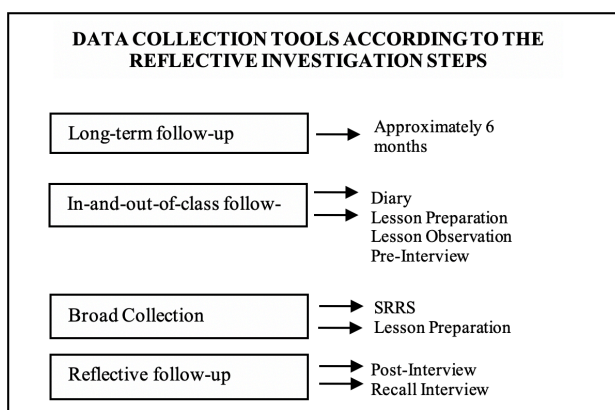 DATA COLLECTION TOOLS ACCORDING TO THE
REFLECTIVE INVESTIGATION STEPS
Long-term follow-up
Approximately 6
months
In-and-out-of-class follow-
Diary
Lesson Preparation
Lesson Observation
Pre-Interview
Broad Collection
SRRS
Lesson Preparation
Reflective follow-up
Post-Interview
Recall Interview